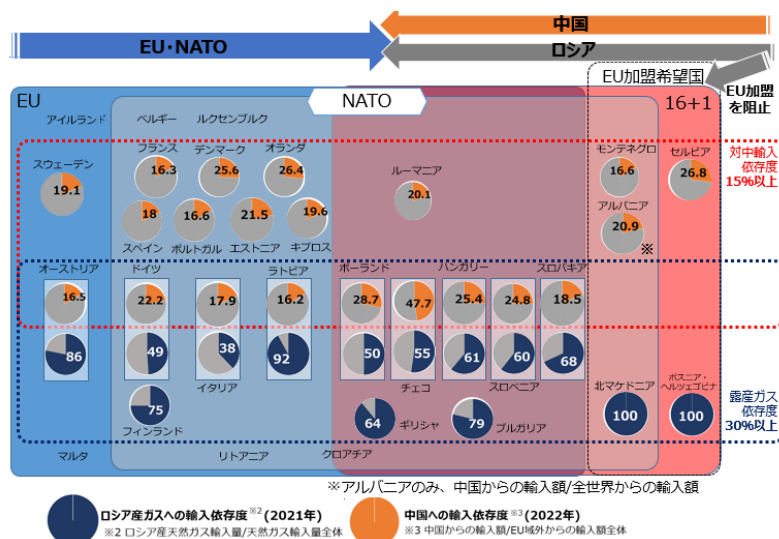 中国
EU・NATO
ロシア
EU加盟希望国
EU加盟
を阻止
EU
NATO
16+1
アイルランド
ベルギー
ルクセンブルク
フランス
デンマーク
オランダ
スウェーデン
16.3
25.6
26.4
19.1
ルーマニア
20.1
モンテネグロ
16.6
セルビア
26.8
対中輸入
依存度
15%以上
18
16.6
21.5
19.6
スペイン
ポルトガル
エストニア
キプロス
アルバニア
20.9
※
オーストリア
ドイツ
ラトビア
ポーランド
ハンガリー
スロバキア
16.5
22.2
17.9
16.2
28.7
47.7
25.4
24.8
18.5
86
49
38
92
50
55
61
60
68
イタリア
チェコ
スロベニア
北マケドニア
ボスニア・
ヘルツェゴビナ
75
フィンランド
64
ギリシャ
79
ブルガリア
100
100
露産ガス
依存度
30%以上
マルタ
リトアニア
クロアチア
※アルバニアのみ、中国からの輸入額/全世界からの輸入額
ロシア産ガスへの輸入依存度※2(2021年)
※2 ロシア産天然ガス輸入量/天然ガス輸入量全体
中国への輸入依存度※3(2022年)
※3 中国からの輸入額/EU域外からの輸入額全体